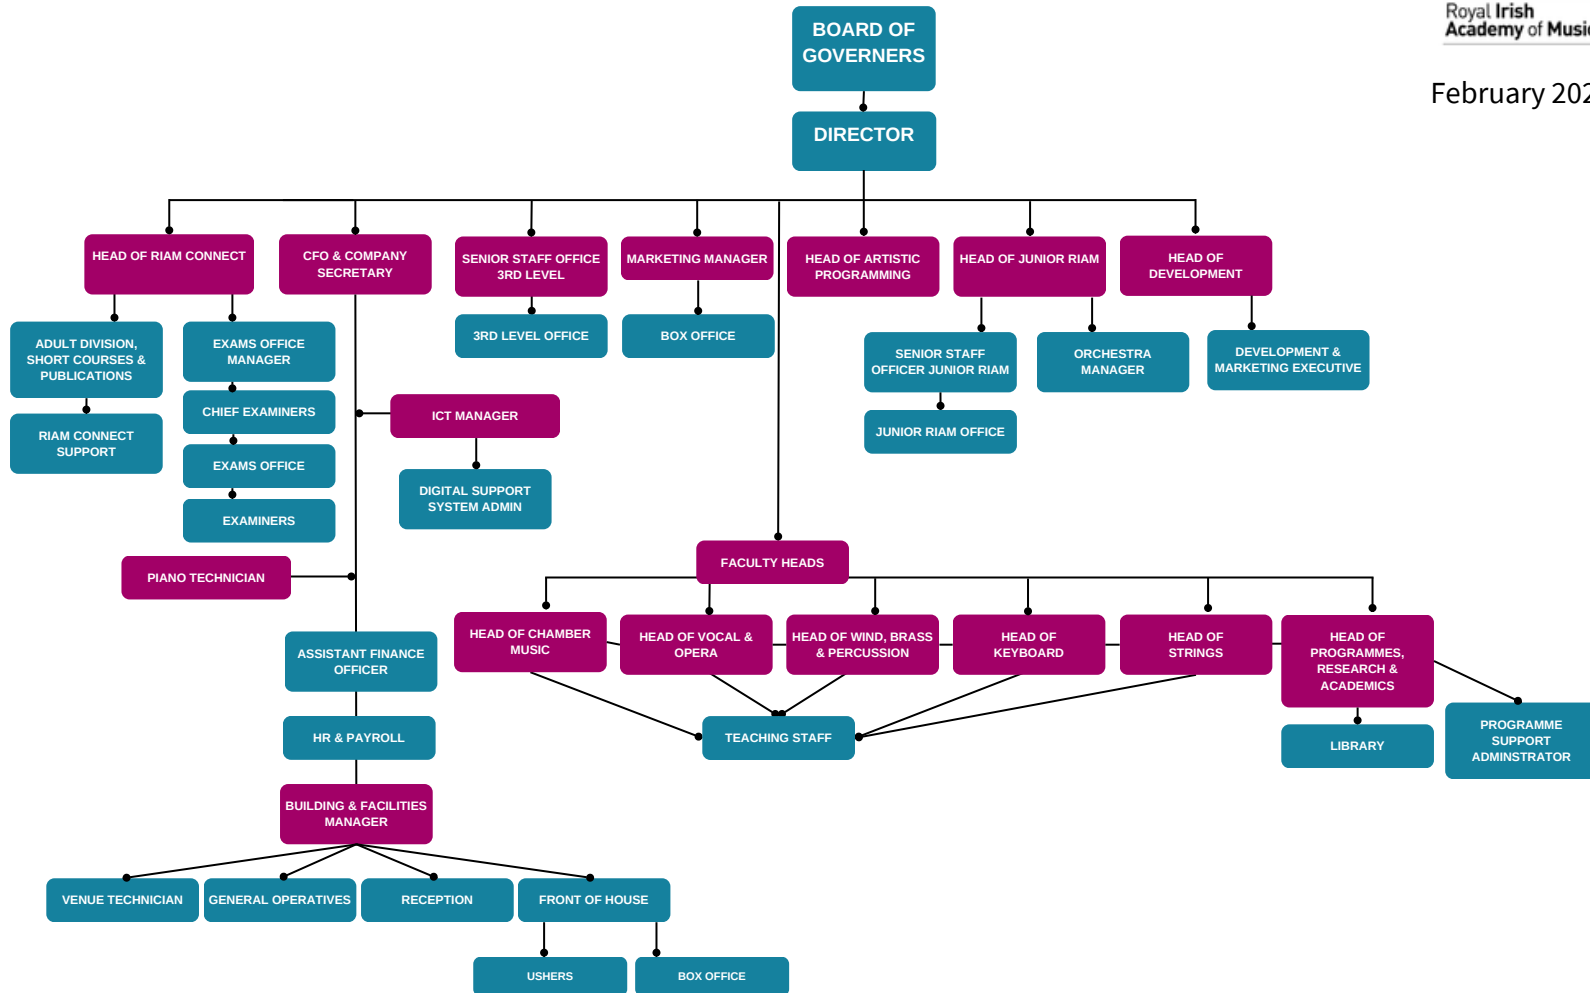 Royal Irish
Academy of Music
February 202
BOARD OF
GOVERNERS
DIRECTOR
HEAD OF RIAM CONNECT
CFO & COMPANY
SECRETARY
SENIOR STAFF OFFICE
3RD LEVEL
MARKETING MANAGER
HEAD OF ARTISTIC
PROGRAMMING
HEAD OF JUNIOR RIAM
HEAD OF
DEVELOPMENT
ADULT DIVISION,
SHORT COURSES &
PUBLICATIONS
EXAMS OFFICE
MANAGER
3RD LEVEL OFFICE
BOX OFFICE
SENIOR STAFF
OFFICER JUNIOR RIAM
ORCHESTRA
MANAGER
DEVELOPMENT &
MARKETING EXECUTIVE
CHIEF EXAMINERS
ICT MANAGER
RIAM CONNECT
SUPPORT
JUNIOR RIAM OFFICE
EXAMS OFFICE
DIGITAL SUPPORT
SYSTEM ADMIN
EXAMINERS
PIANO TECHNICIAN
FACULTY HEADS
ASSISTANT FINANCE
OFFICER
HEAD OF CHAMBER
MUSIC
HEAD OF VOCAL &
OPERA
HEAD OF WIND, BRASS
& PERCUSSION
HEAD OF
KEYBOARD
HEAD OF
STRINGS
HEAD OF
PROGRAMMES,
RESEARCH &
ACADEMICS
HR & PAYROLL
TEACHING STAFF
LIBRARY
PROGRAMME
SUPPORT
ADMINSTRATOR
BUILDING & FACILITIES
MANAGER
VENUE TECHNICIAN
GENERAL OPERATIVES
RECEPTION
FRONT OF HOUSE
USHERS
BOX OFFICE